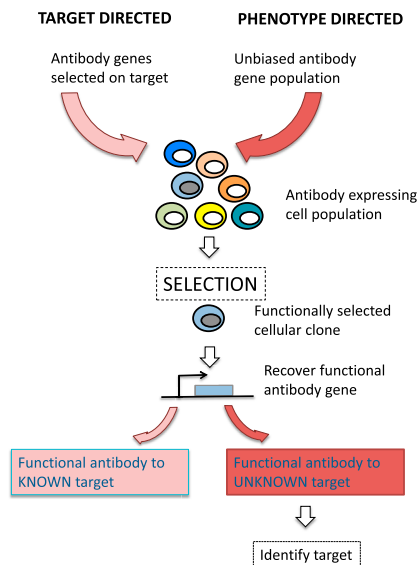 TARGET DIRECTED
PHENOTYPE DIRECTED
Antibody genes
selected on target
Unbiased antibody
gene population
Antibody expressing
cell population
SELECTION
Functionally selected
cellular clone
Recover functional
antibody gene
Functional antibody to
KNOWN target
Functional antibody to
UNKNOWN target
Identify target